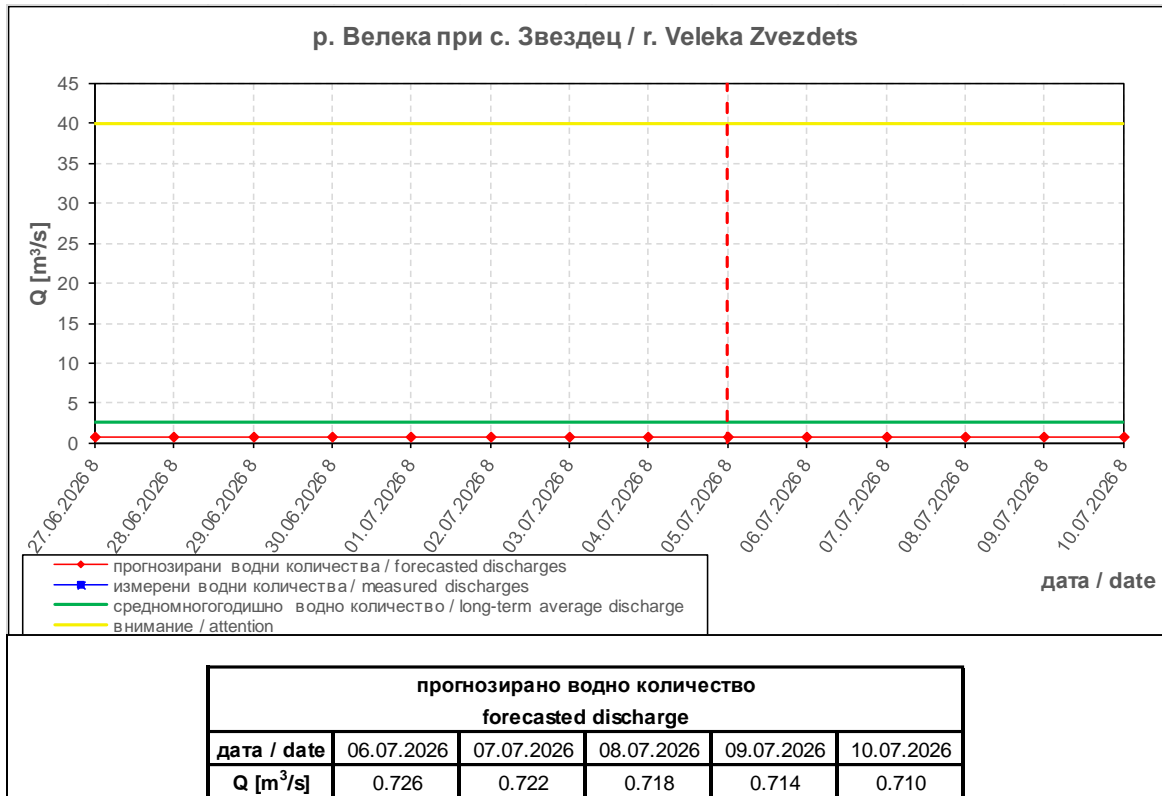 р. Велека при с. Звездец / r. Veleka Zvezdets
45
40
35
30
25
20
15
10
5
0
Q [m³/s]
27.06.2026 8
28.06.2026 8
29.06.2026 8
30.06.2026 8
01.07.2026 8
02.07.2026 8
03.07.2026 8
04.07.2026 8
05.07.2026 8
06.07.2026 8
07.07.2026 8
08.07.2026 8
09.07.2026 8
10.07.2026 8
дата / date
прогнозирани водни количества / forecasted discharges
измерени водни количества / measured discharges
средномногогодишно водно количество / long-term average discharge
внимание / attention
прогнозирано водно количество
forecasted discharge
дата / date 06.07.2026 07.07.2026 08.07.2026 09.07.2026 10.07.2026
Q [m³/s] 0.726 0.722 0.718 0.714 0.710